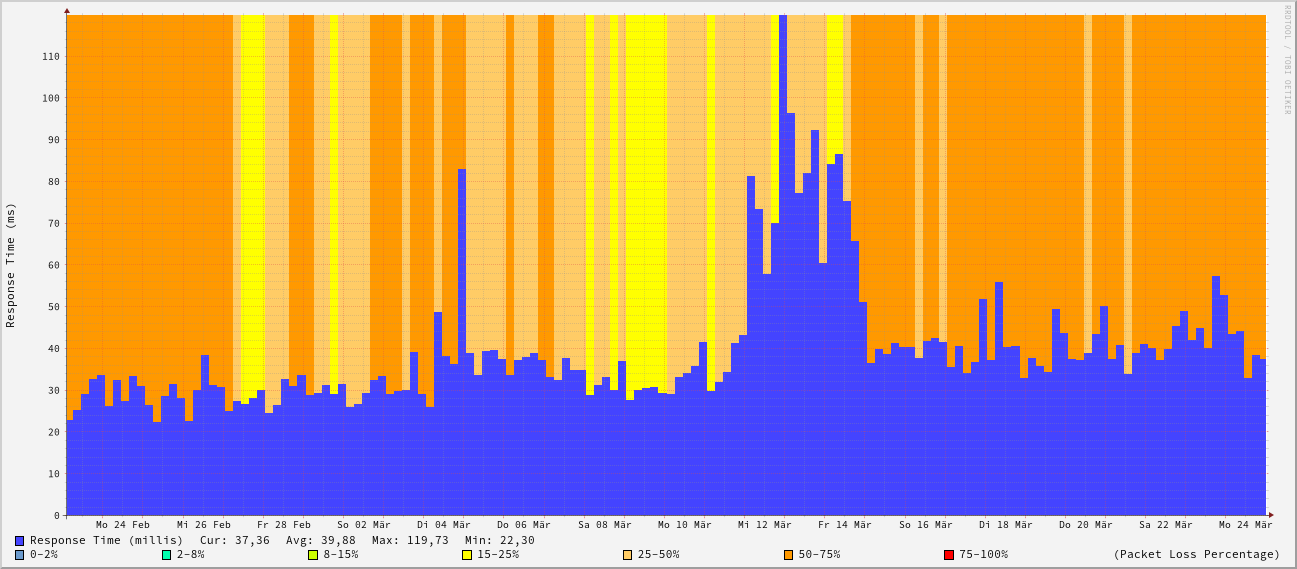 RRDTOOL / TOBI OETIKER
Response Time (ms)
110
100
90
80
70
60
50
40
30
20
10
0
Mo 24 Feb Mi 26 Feb Fr 28 Feb So 02 Mär Di 04 Mär Do 06 Mär Sa 08 Mär Mo 10 Mär Mi 12 Mär Fr 14 Mär So 16 Mär Di 18 Mär Do 20 Mär Sa 22 Mär Mo 24 Mär
Response Time (millis) Cur: 37,36 Avg: 39,88 Max: 119,73 Min: 22,30
0-2% 2-8% 8-15% 15-25% 25-50% 50-75% 75-100% (Packet Loss Percentage)